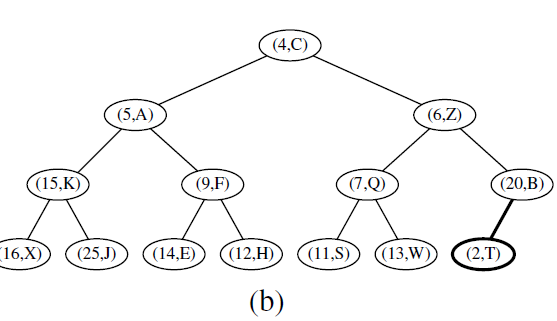 (4,C)
(5,A) (6,Z)
(15,K) (9,F) (7,Q) (20,B)
(16,X) (25,J) (14,E) (12,H) (11,S) (13,W) (2,T)
(b)